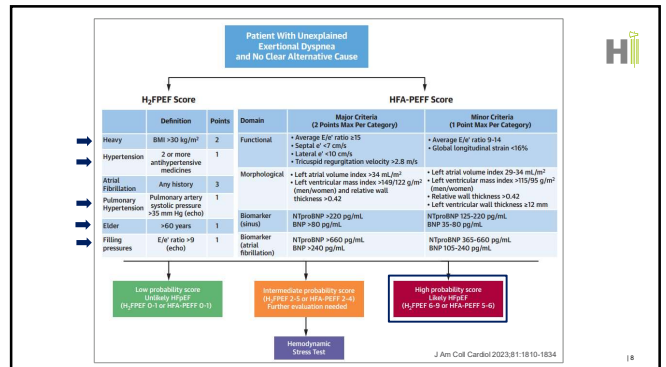 Patient With Unexplained
Exertional Dyspnea
and No Clear Alternative Cause
HI
H₂FPEF Score
Definition Points
Heavy BMI >30 kg/m² 2
Hypertension 2 or more antihypertensive medicines 1
Atrial Fibrillation Any history 3
Pulmonary Hypertension Pulmonary artery systolic pressure >35 mm Hg (echo) 1
Elder >60 years 1
Filling pressures E/e' ratio >9 (echo) 1
HFA-PEFF Score
Domain Major Criteria (2 Points Max Per Category) Minor Criteria (1 Point Max Per Category)
Functional
• Average E/e' ratio ≥15
• Septal e' <7 cm/s
• Lateral e' <10 cm/s
• Tricuspid regurgitation velocity >2.8 m/s
• Average E/e' ratio 9-14
• Global longitudinal strain <16%
Morphological
• Left atrial volume index >34 mL/m²
• Left ventricular mass index >149/122 g/m²
(men/women) and relative wall
thickness >0.42
• Left atrial volume index 29-34 mL/m²
• Left ventricular mass index >115/95 g/m²
(men/women)
• Relative wall thickness >0.42
• Left ventricular wall thickness ≥12 mm
Biomarker (sinus)
NTproBNP >220 pg/mL
BNP >80 pg/mL
NTproBNP 125-220 pg/mL
BNP 35-80 pg/mL
Biomarker (atrial fibrillation)
NTproBNP >660 pg/mL
BNP >240 pg/mL
NTproBNP 365-660 pg/mL
BNP 105-240 pg/mL
Low probability score
Unlikely HFpEF
(H₂FPEF 0-1 or HFA-PEFF 0-1)
Intermediate probability score
(H₂FPEF 2-5 or HFA-PEFF 2-4)
Further evaluation needed
High probability score
Likely HFpEF
(H₂FPEF 6-9 or HFA-PEFF 5-6)
Hemodynamic
Stress Test
J Am Coll Cardiol 2023;81:1810-1834
| 8